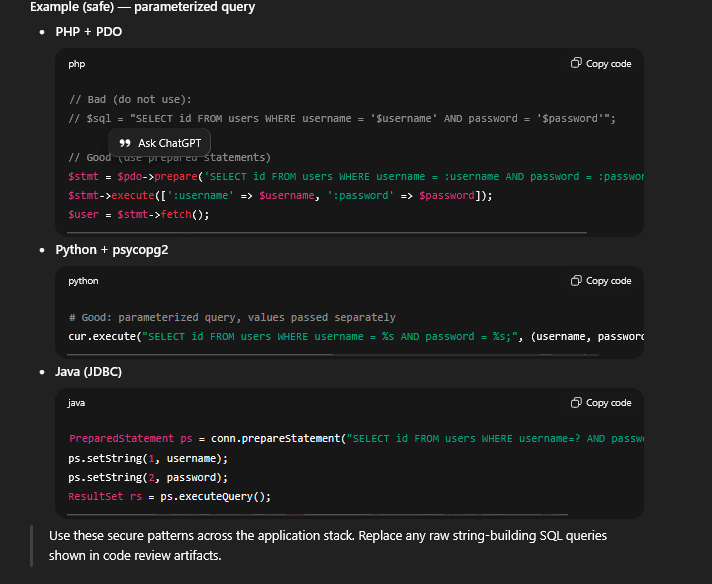 Example (safe) — parameterized query
• PHP + PDO
php
Copy code
// Bad (do not use):
// $sql = "SELECT id FROM users WHERE username = '$username' AND password = '$password'";
Ask ChatGPT
// Good (use prepared statements)
$stmt = $pdo->prepare('SELECT id FROM users WHERE username = :username AND password = :passwor
$stmt->execute([':username' => $username, ':password' => $password]);
$user = $stmt->fetch();
• Python + psycopg2
python
Copy code
# Good: parameterized query, values passed separately
cur.execute("SELECT id FROM users WHERE username = %s AND password = %s;", (username, password
• Java (JDBC)
java
Copy code
PreparedStatement ps = conn.prepareStatement("SELECT id FROM users WHERE username=? AND passw
ps.setString(1, username);
ps.setString(2, password);
ResultSet rs = ps.executeQuery();
Use these secure patterns across the application stack. Replace any raw string-building SQL queries
shown in code review artifacts.